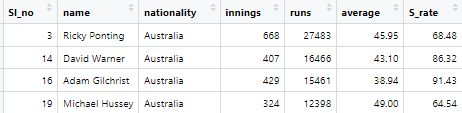 Sl_no name nationality innings runs average S_rate
3 Ricky Ponting Australia 668 27483 45.95 68.48
14 David Warner Australia 407 16466 43.10 86.32
16 Adam Gilchrist Australia 429 15461 38.94 91.43
19 Michael Hussey Australia 324 12398 49.00 64.54